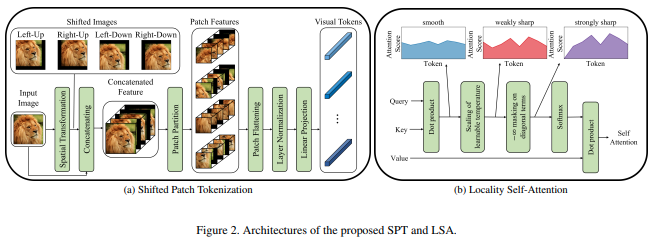 Shifted Images
Left-Up Right-Up Left-Down Right-Down
Input
Image
Spatial Transformation
Concatenating
Concatenated
Feature
Patch Partition
Patch Features
Patch Flattening
Layer Normalization
Linear Projection
Visual Tokens
(a) Shifted Patch Tokenization
smooth
weakly sharp
strongly sharp
Attention
Score
Token
Attention
Score
Token
Attention
Score
Token
Query
Key
Value
Dot product
Scaling of
learnable temperature
−∞ masking on
diagonal terms
Softmax
Dot product
Self
Attention
(b) Locality Self-Attention
Figure 2. Architectures of the proposed SPT and LSA.